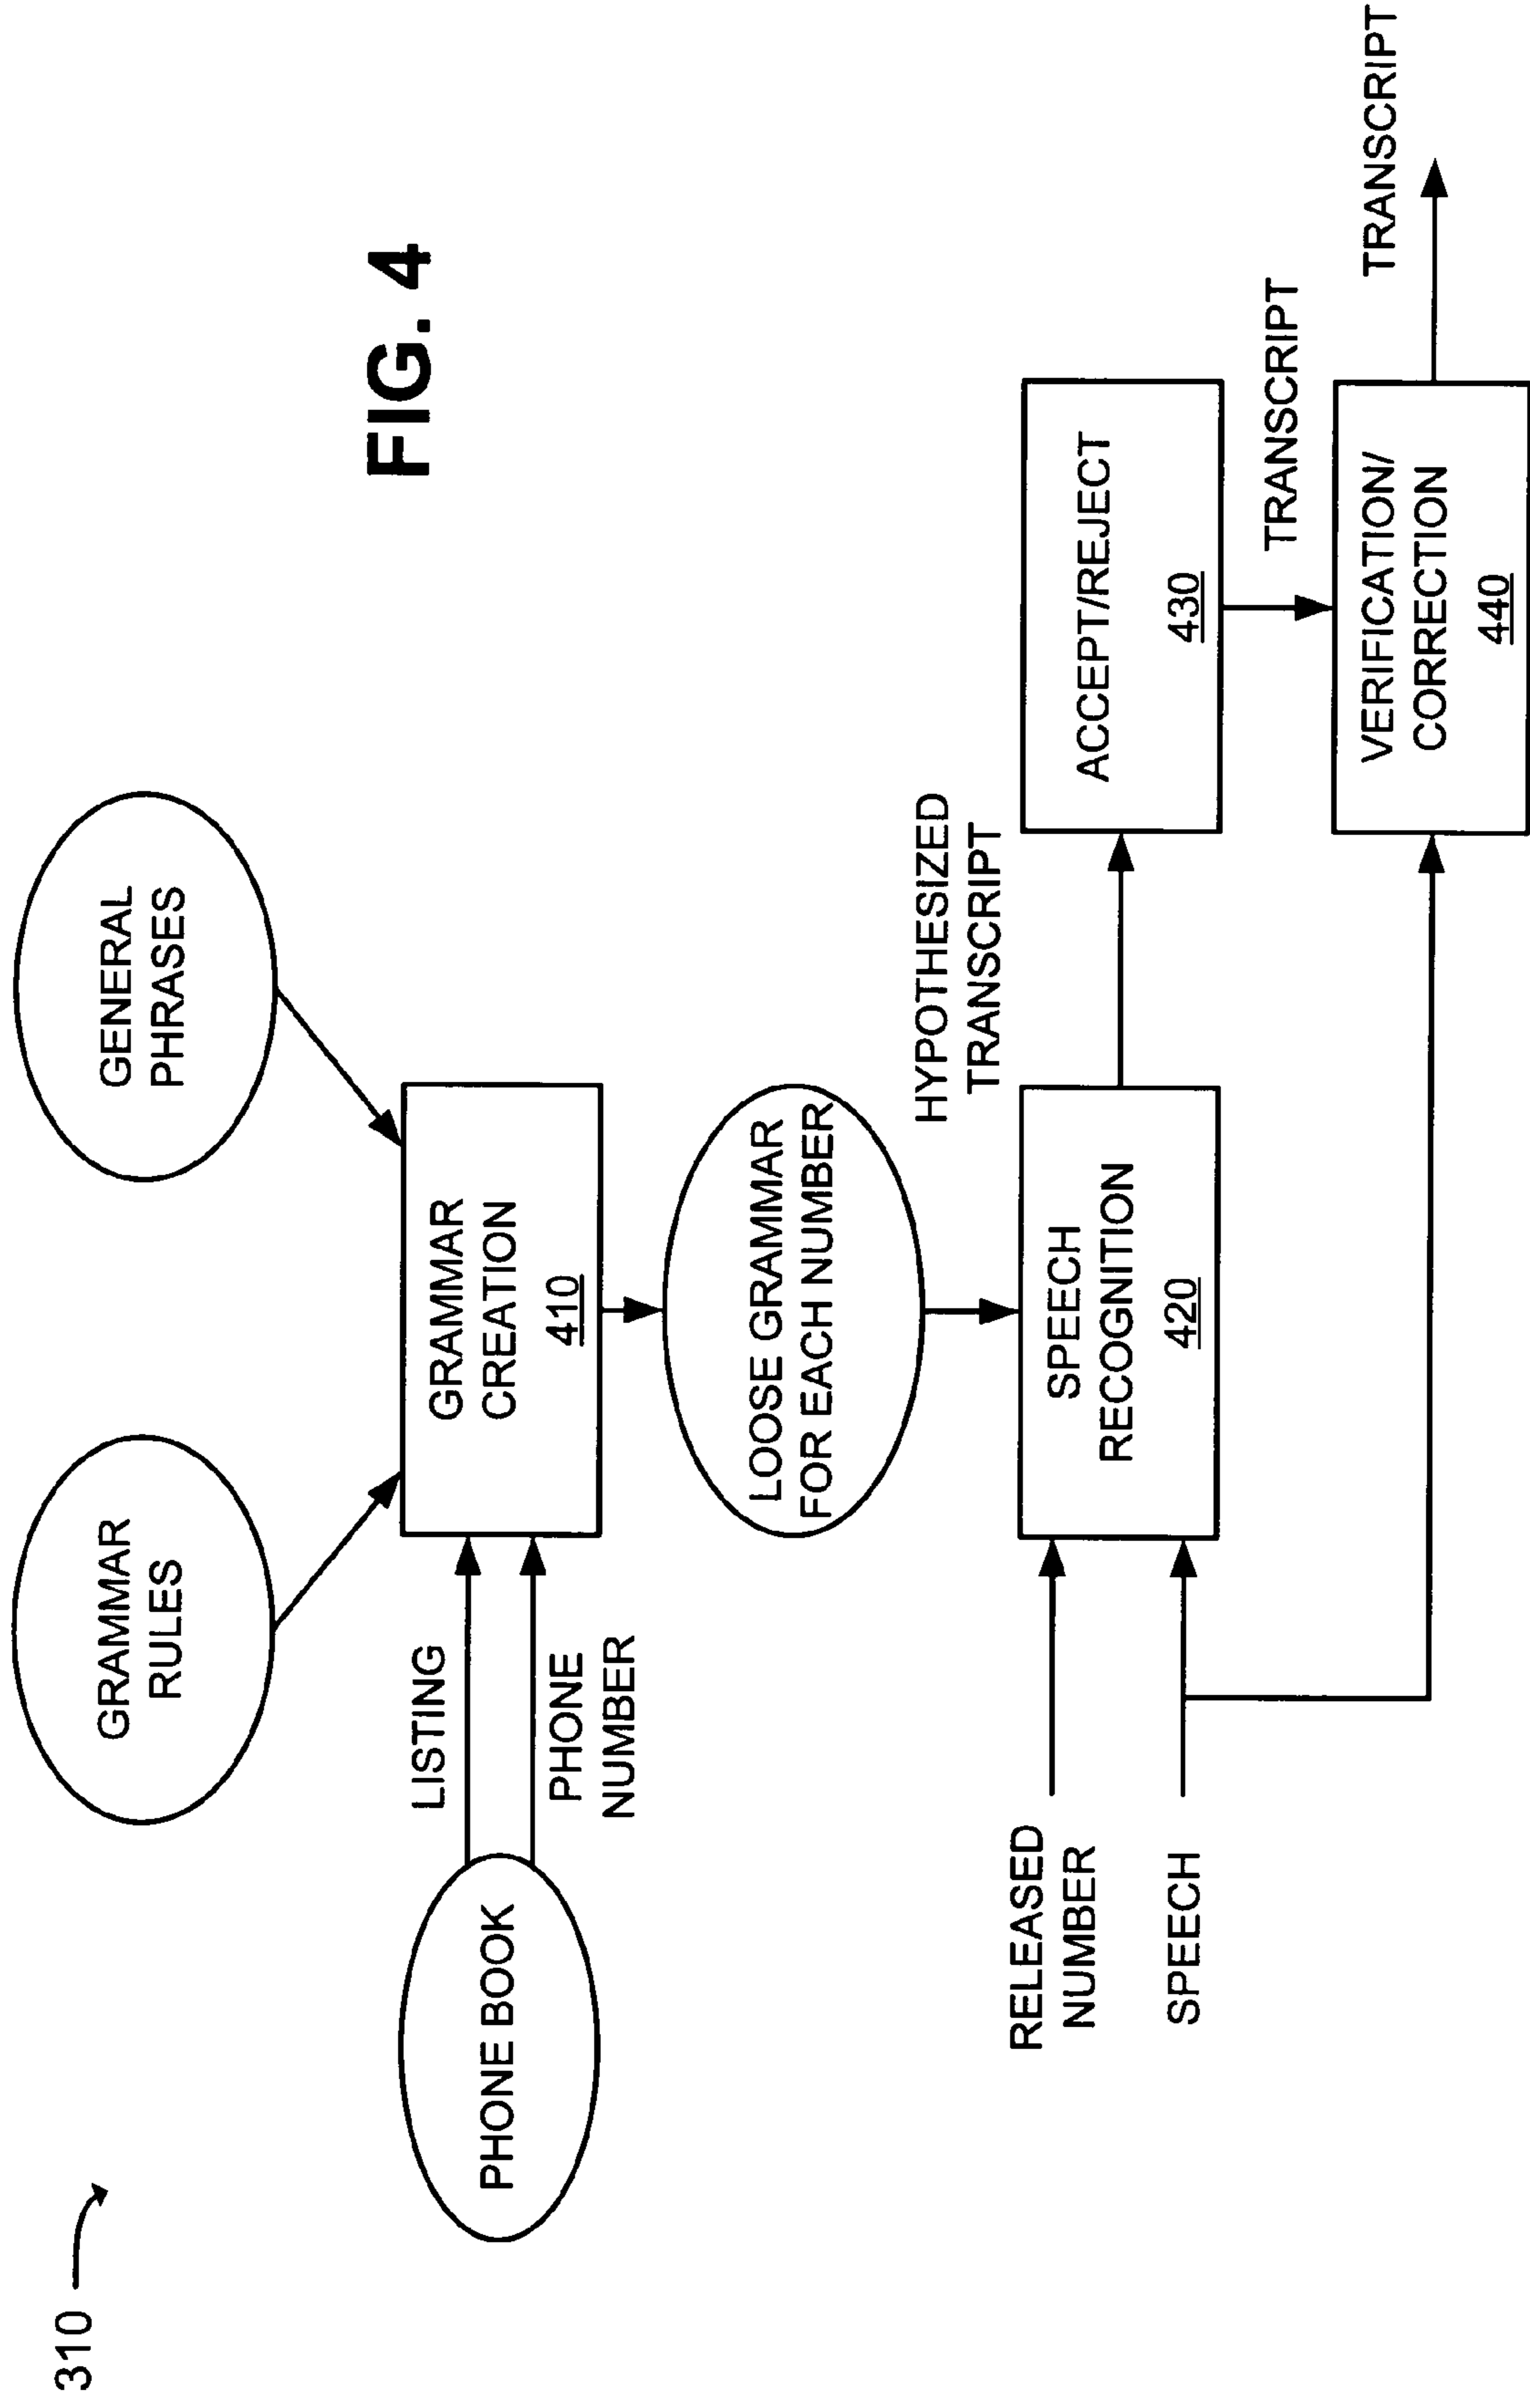 310
GRAMMAR
RULES
GENERAL
PHRASES
FIG. 4
PHONE BOOK
LISTING
PHONE
NUMBER
GRAMMAR
CREATION
410
LOOSE GRAMMAR
FOR EACH NUMBER
RELEASED
NUMBER
SPEECH
SPEECH
RECOGNITION
420
HYPOTHESIZED
TRANSCRIPT
ACCEPT/REJECT
430
TRANSCRIPT
VERIFICATION/
CORRECTION
440
TRANSCRIPT